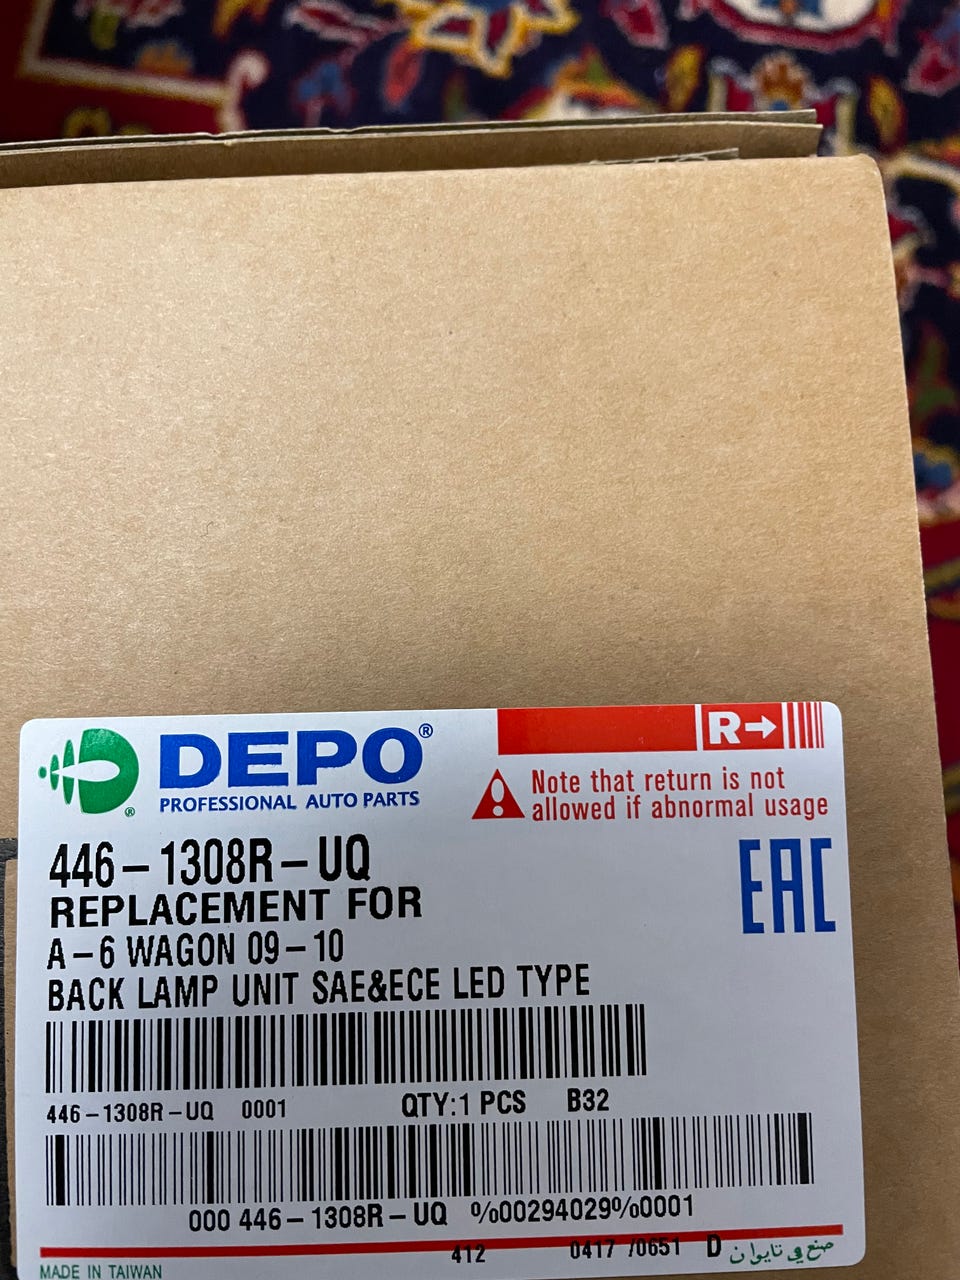 DEPO®
PROFESSIONAL AUTO PARTS
®
R→
Note that return is not
allowed if abnormal usage
446-1308R-UQ
REPLACEMENT FOR
A-6 WAGON 09-10
BACK LAMP UNIT SAE&ECE LED TYPE
EAC
446-1308R-UQ 0001 QTY:1 PCS B32
000 446-1308R-UQ %00294029%0001
412 0417 /0651 D صنع في تايوان
MADE IN TAIWAN